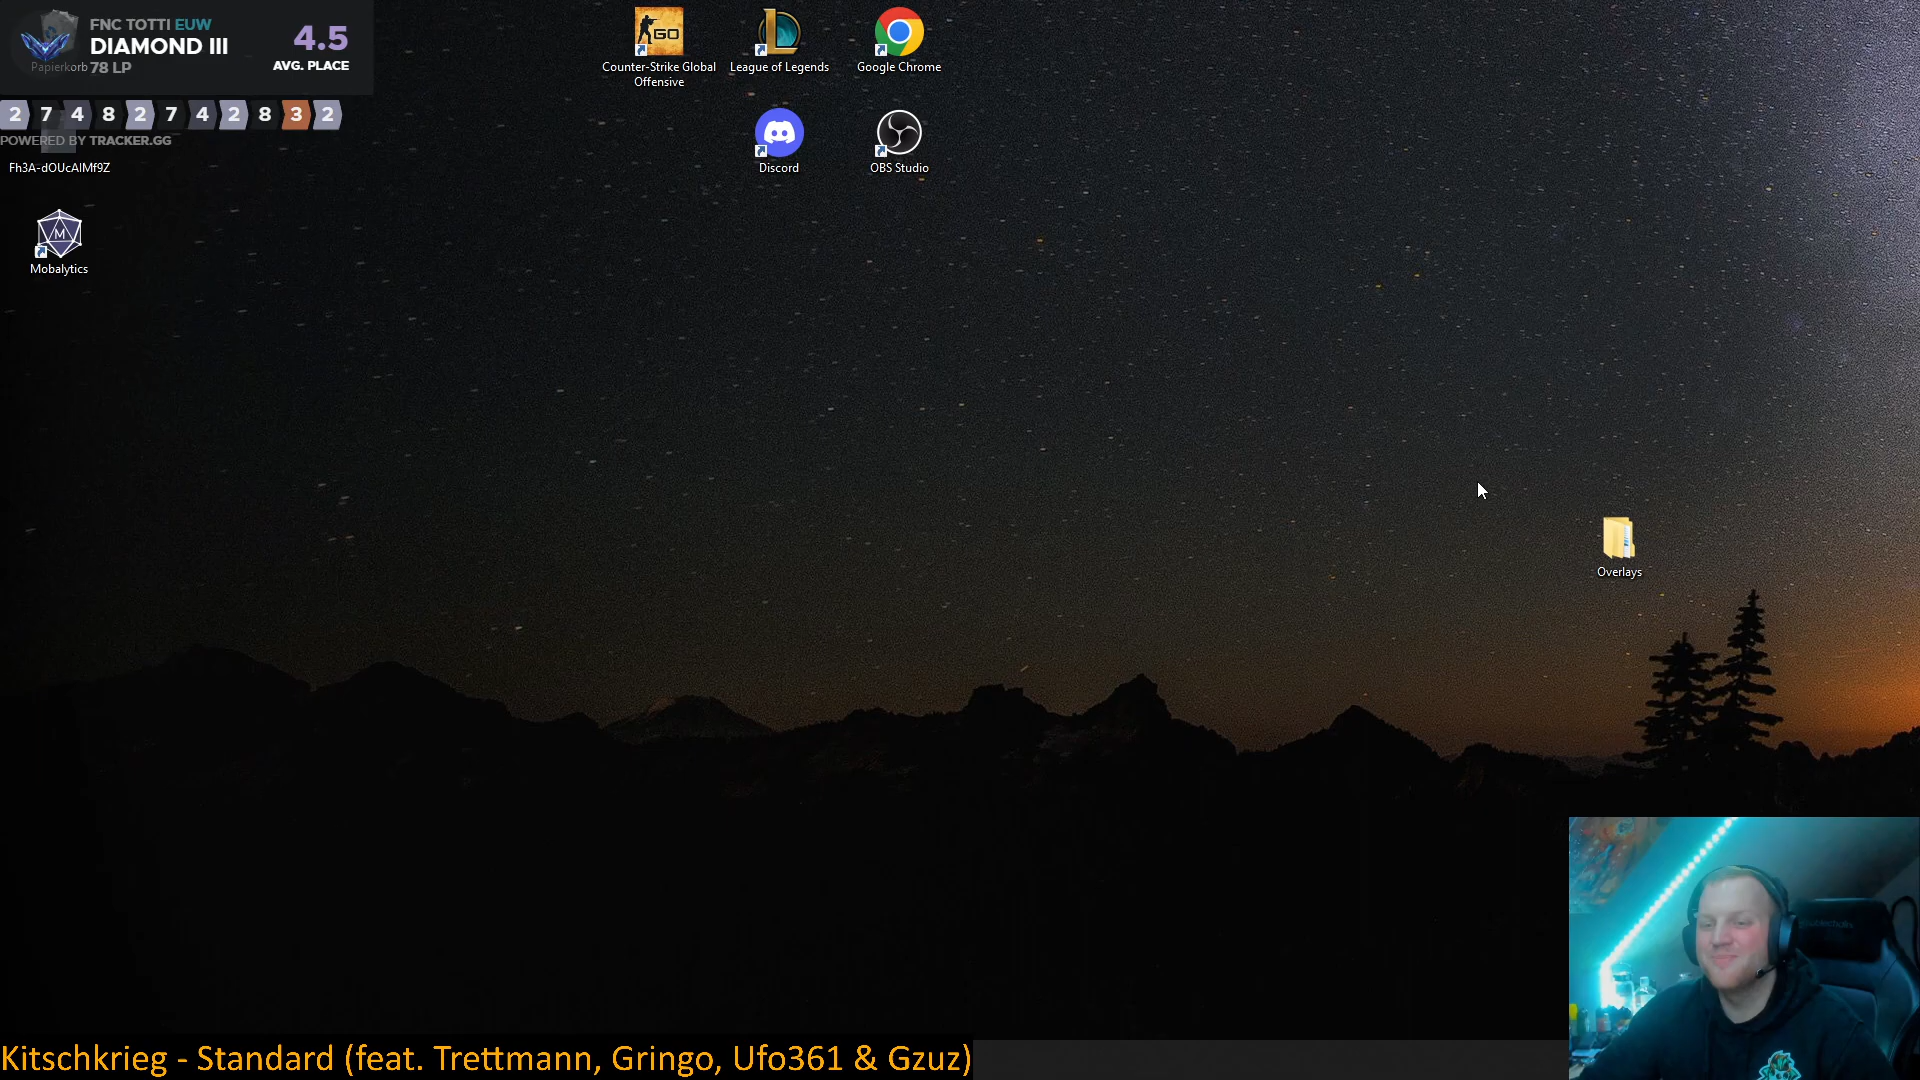 FNC TOTTI EUW
DIAMOND III
Papierkorb
78 LP
4.5
AVG. PLACE
2 7 4 8 2 7 4 2 8 3 2
POWERED BY TRACKER.GG
Fh3A-dOUcAIMf9Z
M
Mobalytics
GO
Counter-Strike Global
Offensive
League of Legends
Google Chrome
Discord
OBS Studio
Overlays
Kitschkrieg - Standard (feat. Trettmann, Gringo, Ufo361 & Gzuz)